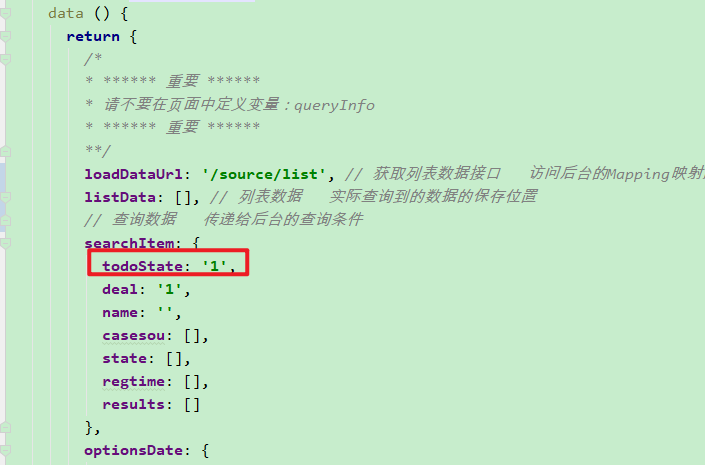 data () {
return {
/*
* ****** 重要 ******
* 请不要在页面中定义变量：queryInfo
* ****** 重要 ******
**/
loadDataUrl: '/source/list', // 获取列表数据接口 访问后台的Mapping映射
listData: [], // 列表数据 实际查询到的数据的保存位置
// 查询数据 传递给后台的查询条件
searchItem: {
todoState: '1',
deal: '1',
name: '',
casesou: [],
state: [],
regtime: [],
results: []
},
optionsDate: {